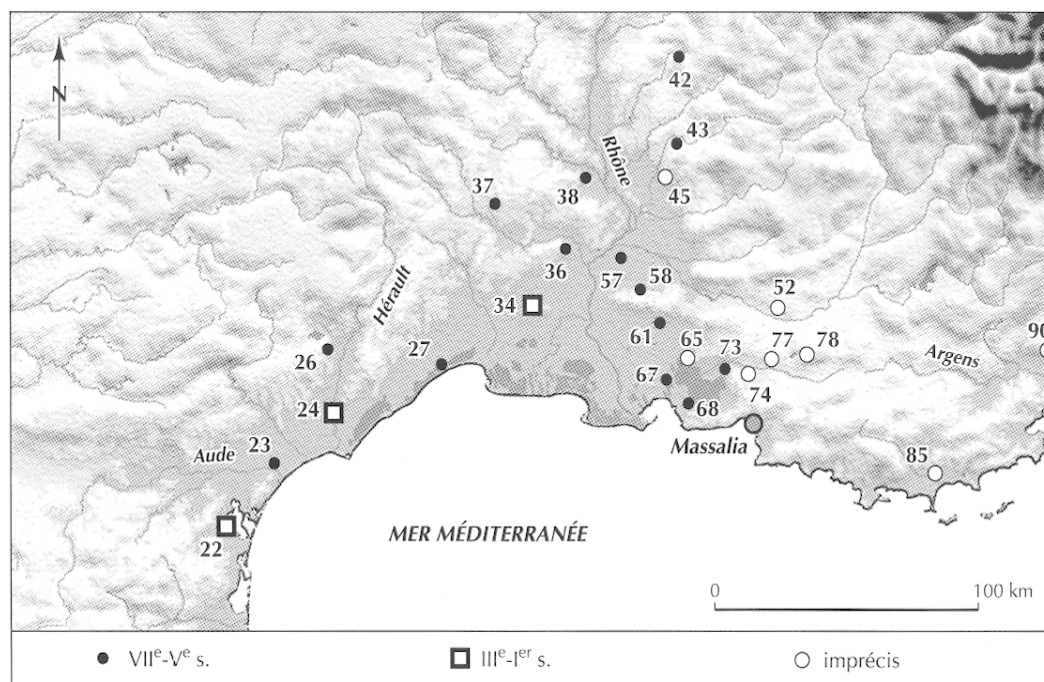 N
42
43
Rhône
45
38
37
36
57
58
Hérault
34
52
90
61
65
73
77
78
Argens
26
27
67
74
68
24
Massalia
Aude
23
85
22
MER MÉDITERRANÉE
0
100 km
VIIe-Ve s.
IIIe-Ier s.
imprécis